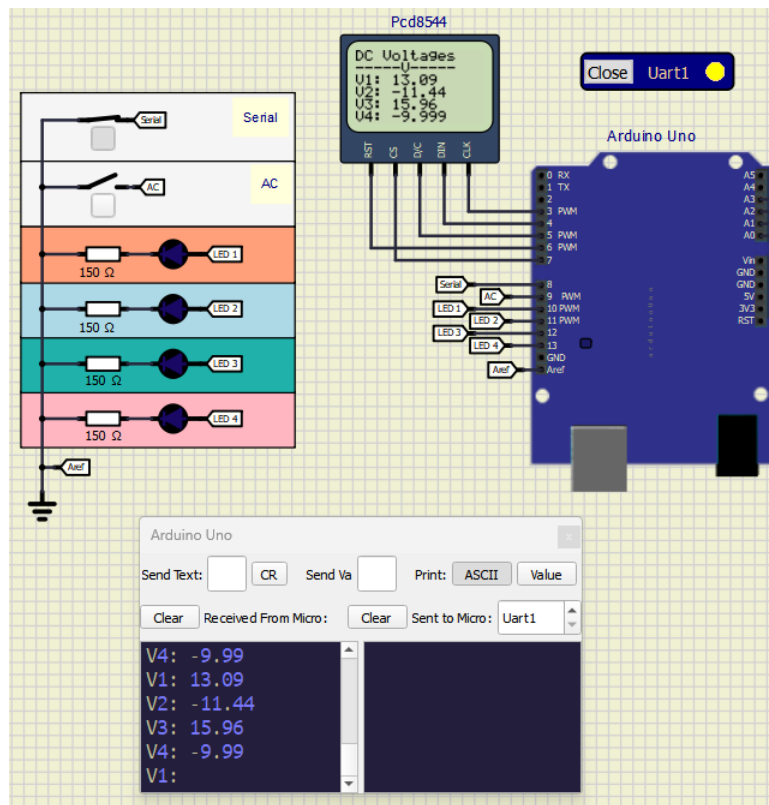 Pcd8544
DC Voltages
-----V-----
V1: 13.09
V2: -11.44
V3: 15.96
V4: -9.999
RST
CS
D/C
DIN
CLK
Close Uart1
Serial
Serial
AC
AC
150 Ω
LED 1
150 Ω
LED 2
150 Ω
LED 3
150 Ω
LED 4
Aref
Arduino Uno
0 RX
1 TX
2
3 PWM
4
5 PWM
6 PWM
7
8
9 PWM
10 PWM
11 PWM
12
13
GND
Aref
A5
A4
A3
A2
A1
A0
Vin
GND
GND
5V
3V3
RST
arduinoUno
Serial
AC
LED 1
LED 2
LED 3
LED 4
Aref
Arduino Uno
x
Send Text: CR Send Va Print: ASCII Value
Clear Received From Micro: Clear Sent to Micro: Uart1
V4: -9.99
V1: 13.09
V2: -11.44
V3: 15.96
V4: -9.99
V1: